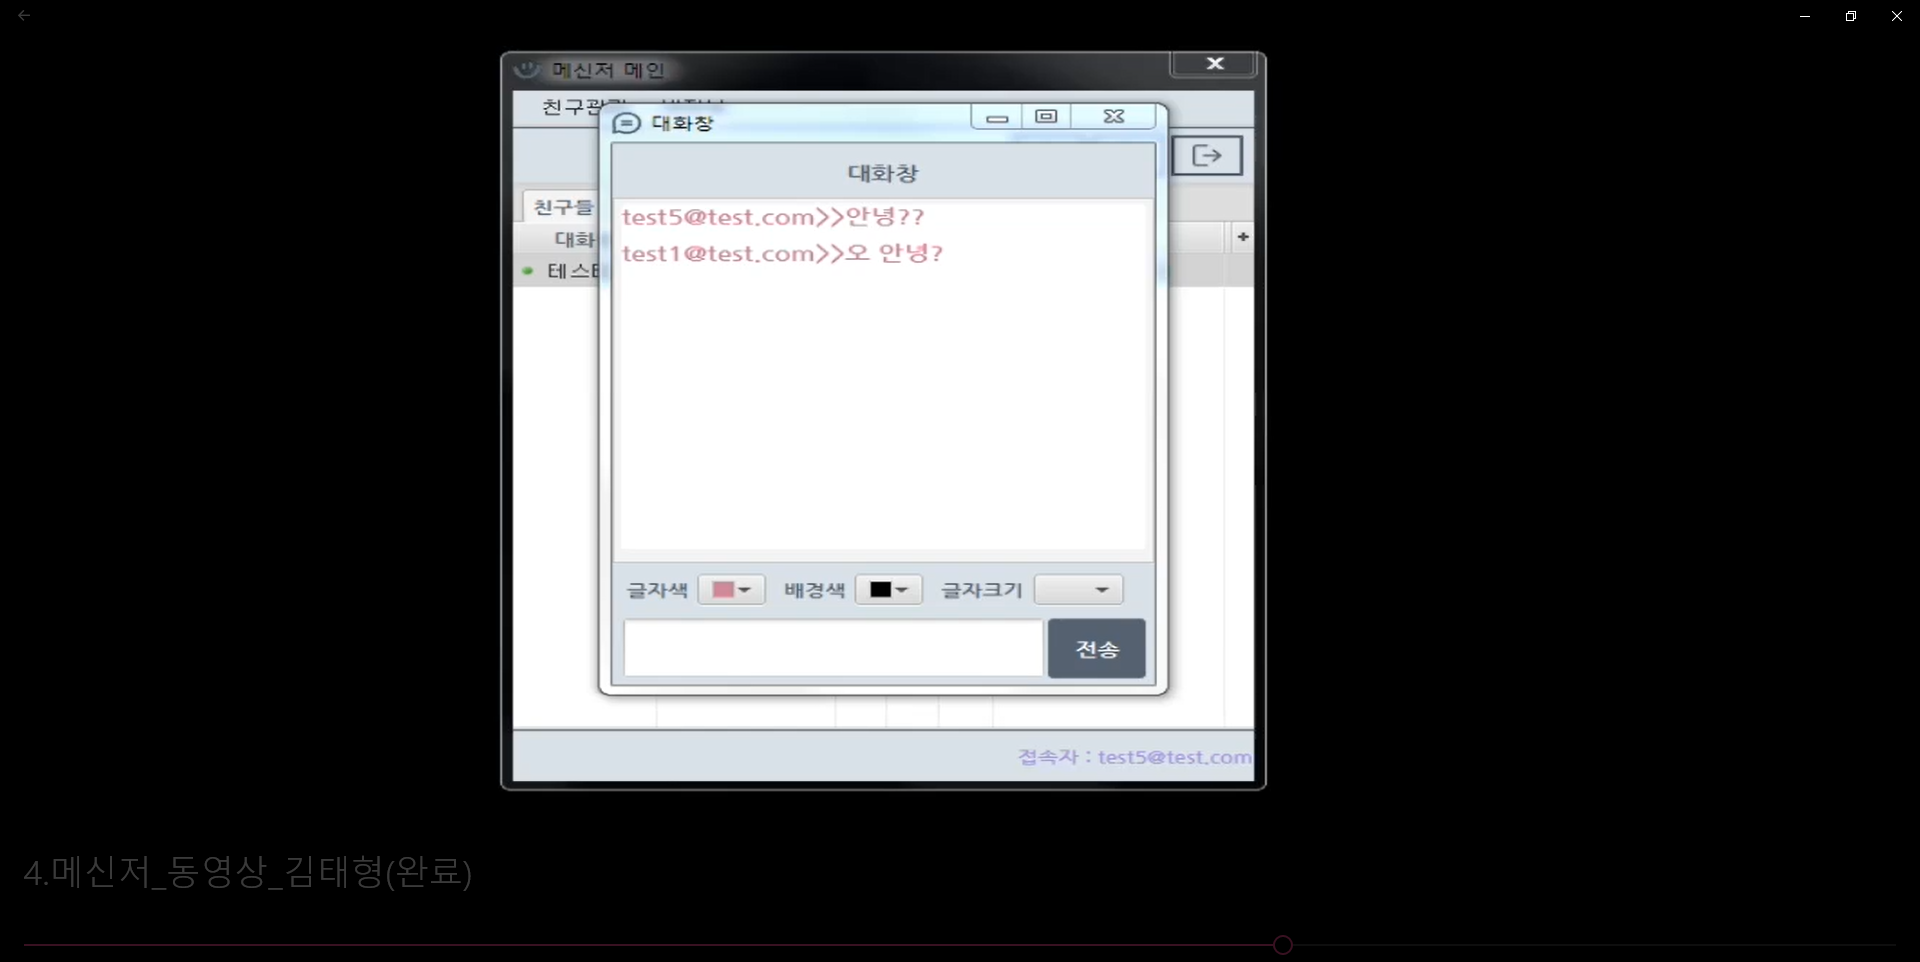 메신저 메인
친구관
대화창
대화창
친구들
test5@test.com>>안녕??
test1@test.com>>오 안녕?
대화
테스트
글자색
배경색
글자크기
전송
접속자 : test5@test.com
4.메신저_동영상_김태형(완료)